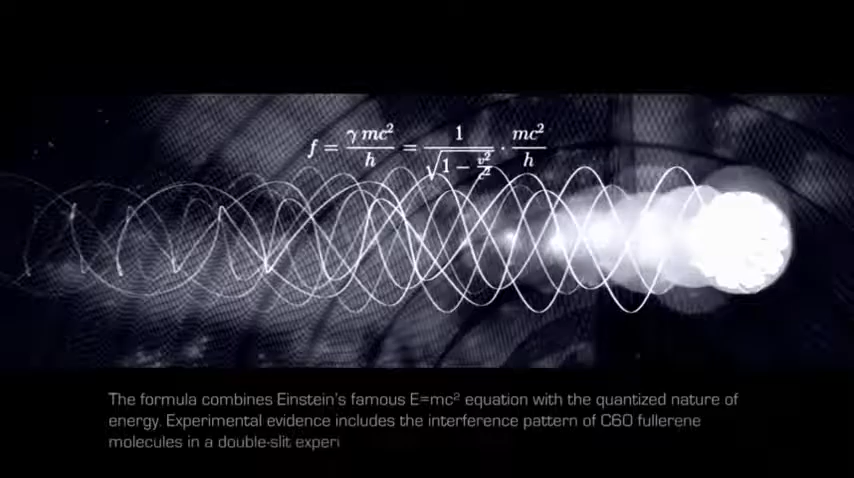 f = γmc²/h = 1/√(1 − v²/c²) · mc²/h
The formula combines Einstein's famous E=mc² equation with the quantized nature of
energy. Experimental evidence includes the interference pattern of C60 fullerene
molecules in a double-slit experi